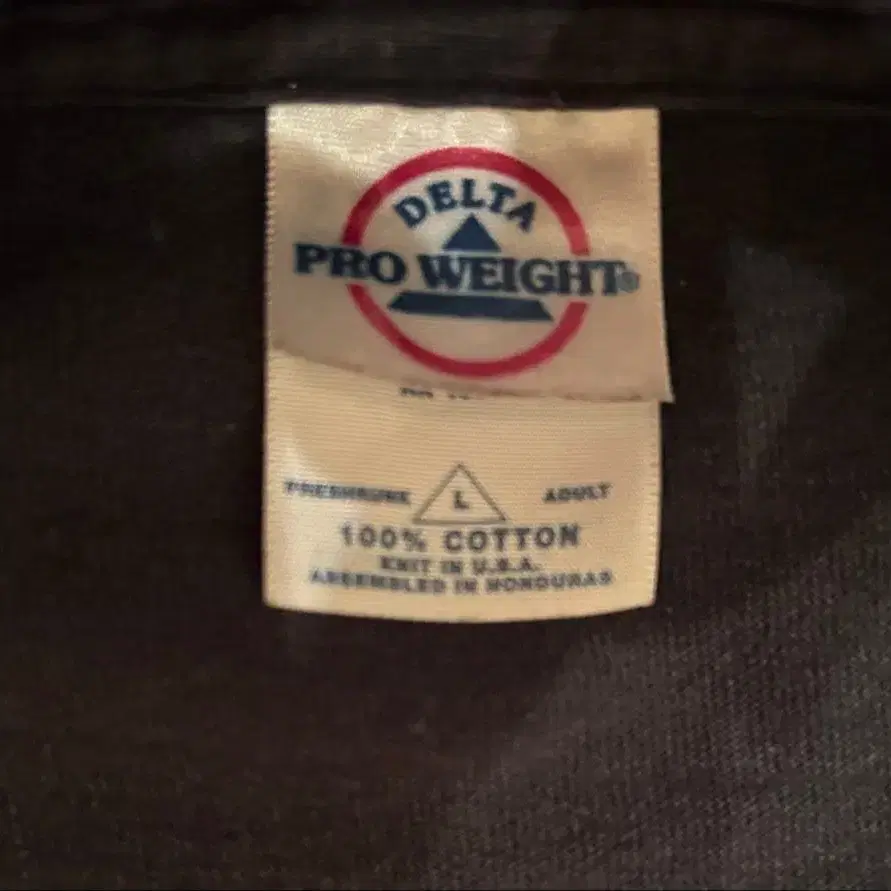 DELTA
PRO WEIGHT®
PRESHRUNK L ADULT
100% COTTON
KNIT IN U.S.A.
ASSEMBLED IN HONDURAS